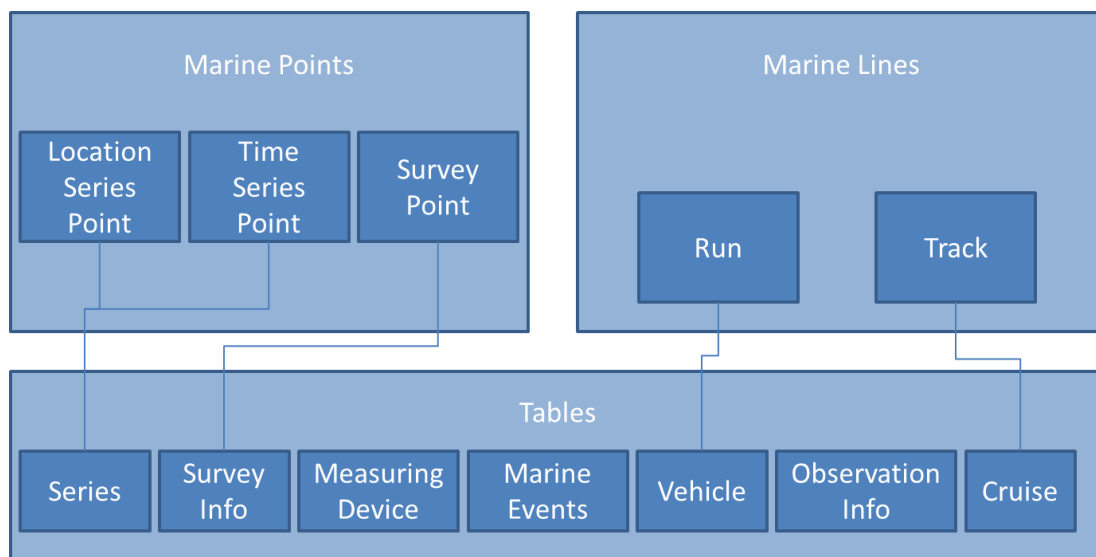 Marine Points
Location
Series
Point
Time
Series
Point
Survey
Point
Marine Lines
Run
Track
Tables
Series
Survey
Info
Measuring
Device
Marine
Events
Vehicle
Observation
Info
Cruise